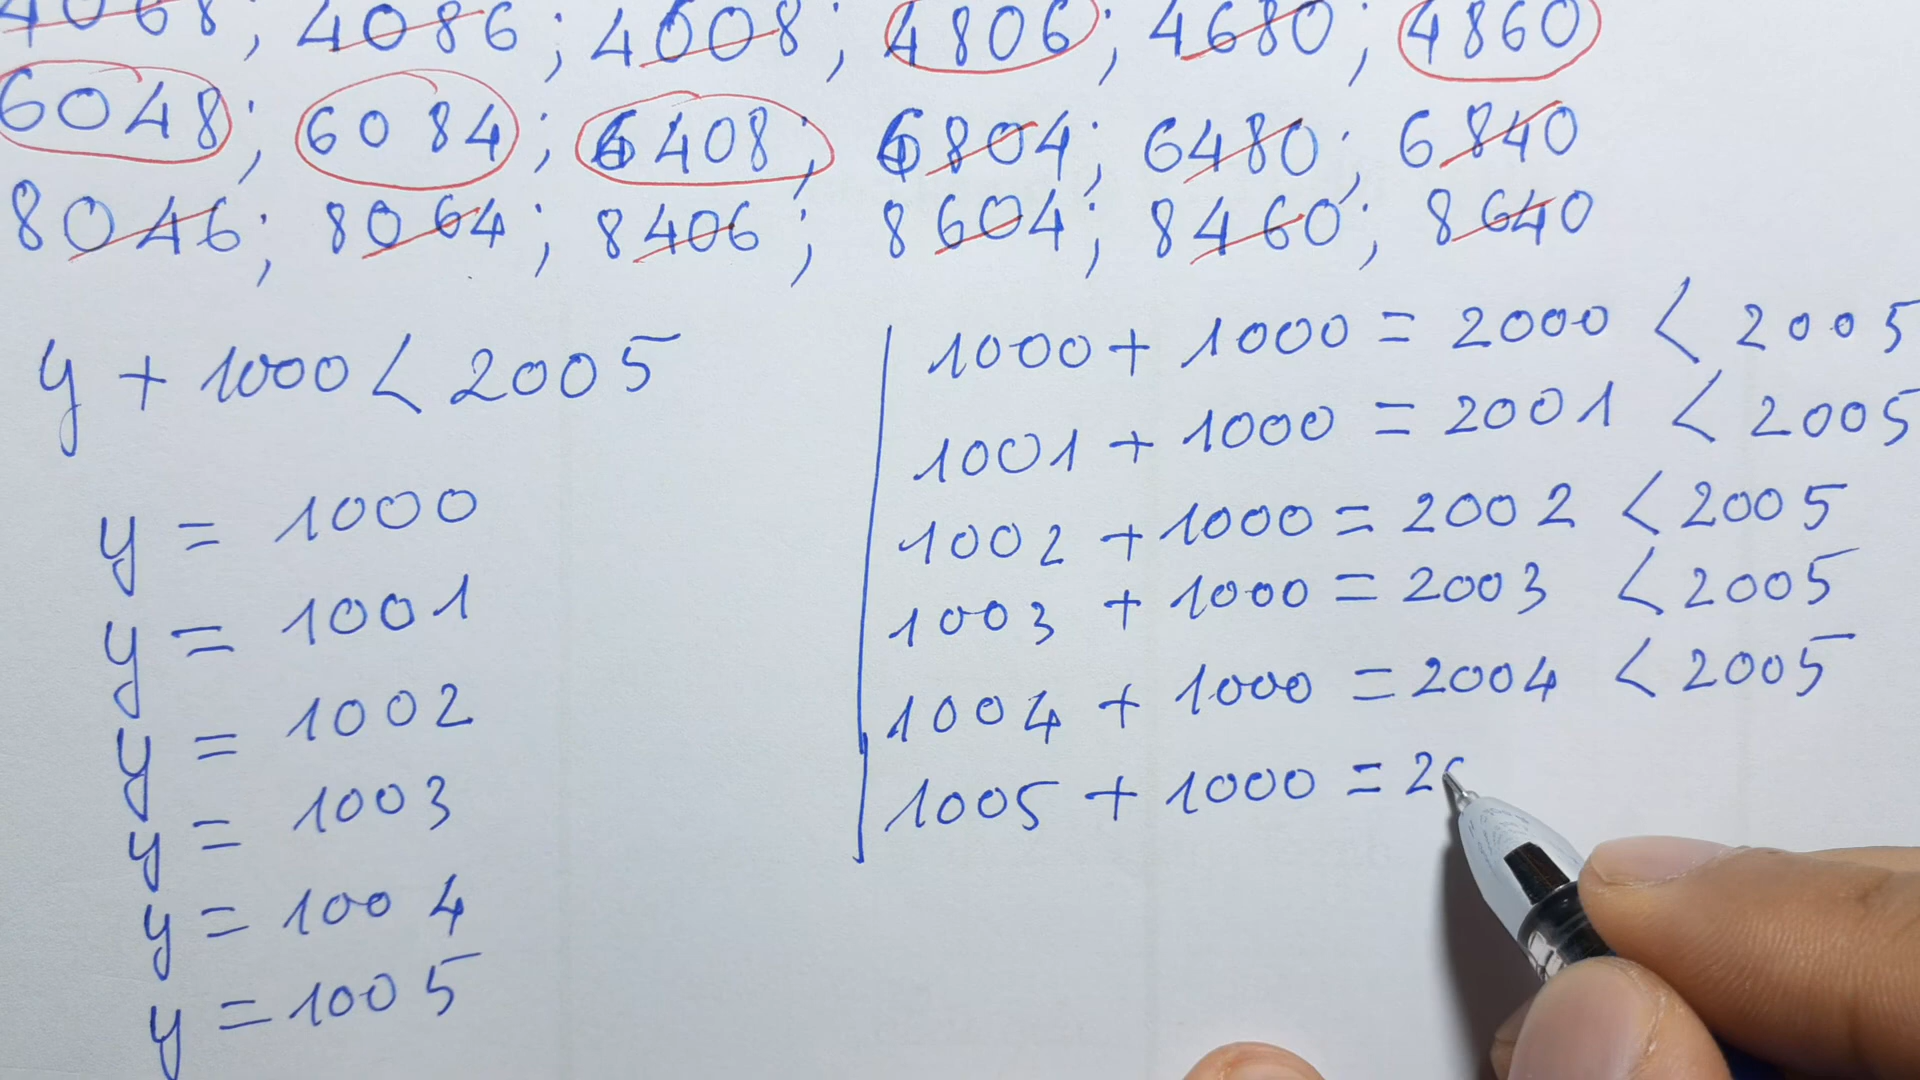 4068; 4086; 4608; 4806; 4680; 4860
6048; 6084; 6408; 6804; 6480; 6840
8046; 8064; 8406; 8604; 8460; 8640
y + 1000 < 2005
y = 1000
y = 1001
y = 1002
y = 1003
y = 1004
y = 1005
1000 + 1000 = 2000 < 2005
1001 + 1000 = 2001 < 2005
1002 + 1000 = 2002 < 2005
1003 + 1000 = 2003 < 2005
1004 + 1000 = 2004 < 2005
1005 + 1000 = 20